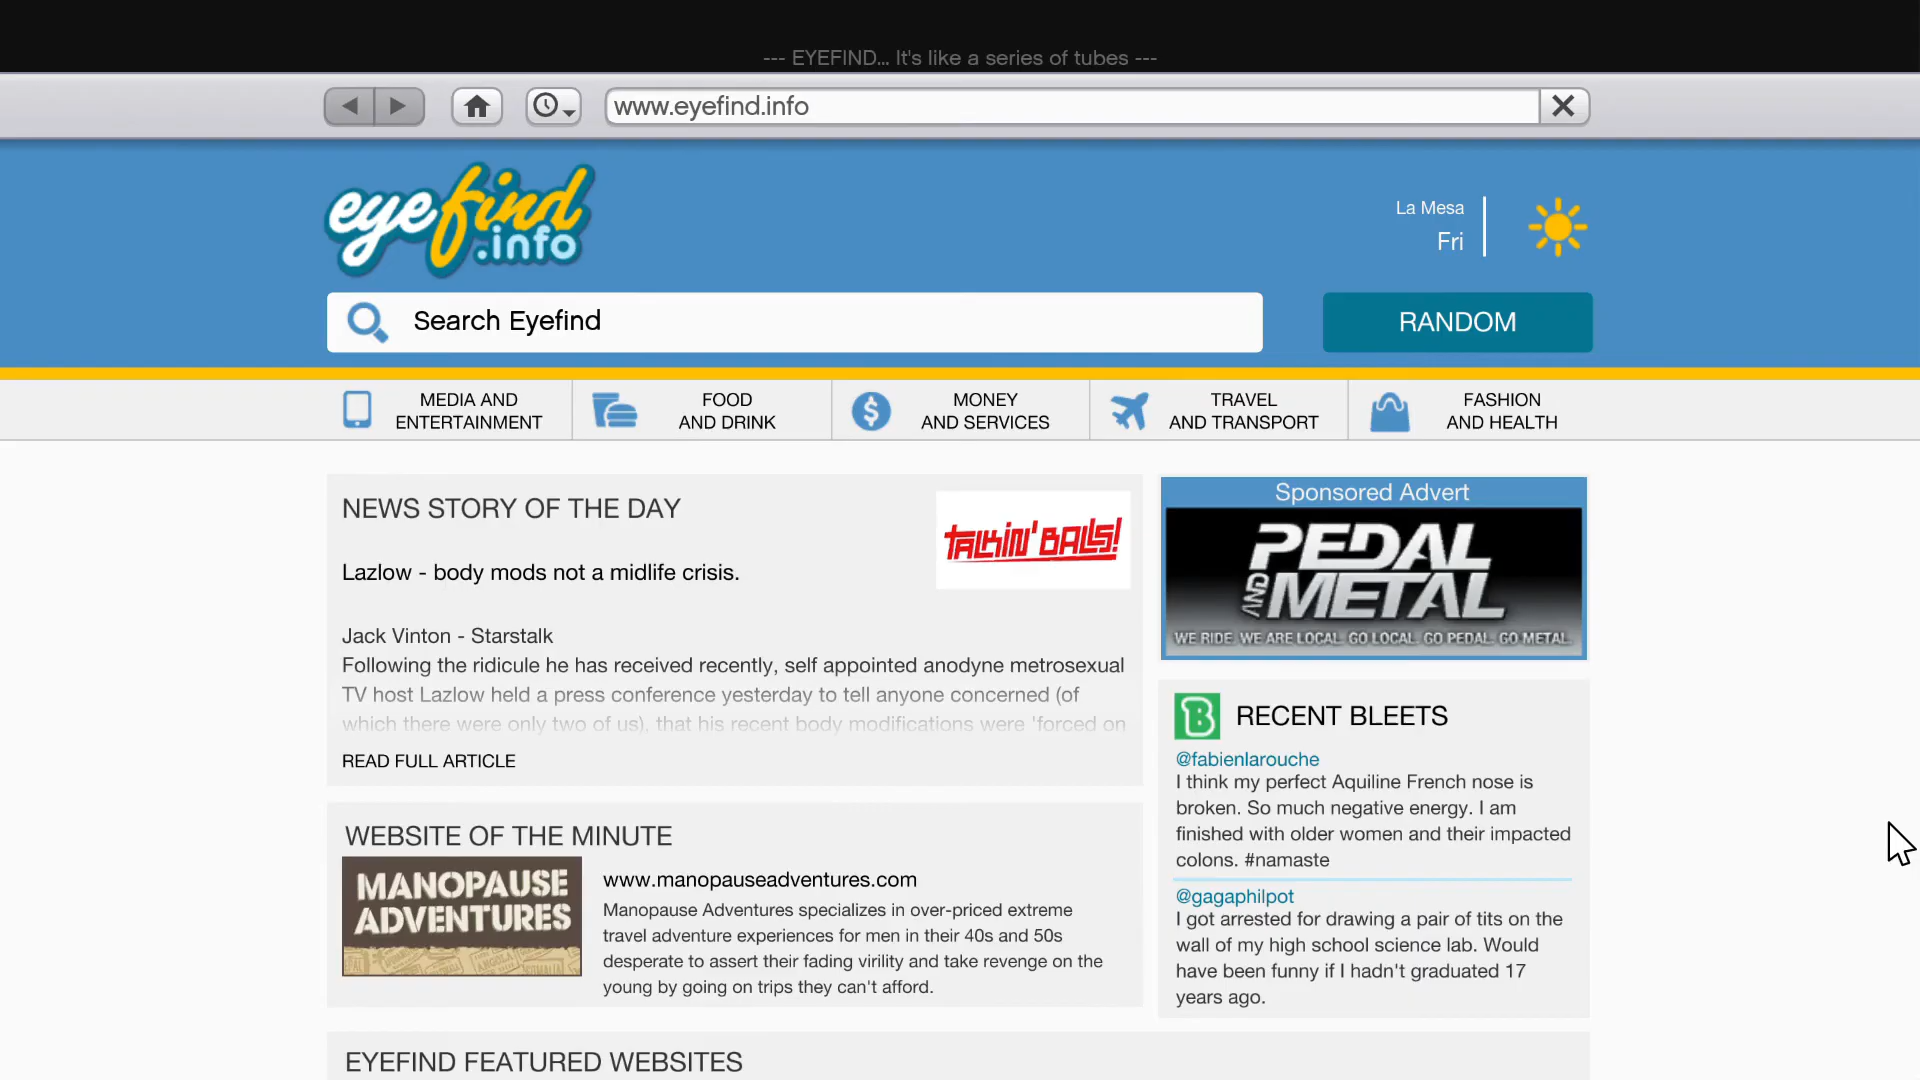 --- EYEFIND... It's like a series of tubes ---
www.eyefind.info
eyefind
.info
La Mesa
Fri
Search Eyefind
RANDOM
MEDIA AND
ENTERTAINMENT
FOOD
AND DRINK
MONEY
AND SERVICES
TRAVEL
AND TRANSPORT
FASHION
AND HEALTH
NEWS STORY OF THE DAY
TALKIN' BALLS!
Lazlow - body mods not a midlife crisis.
Jack Vinton - Starstalk
Following the ridicule he has received recently, self appointed anodyne metrosexual
TV host Lazlow held a press conference yesterday to tell anyone concerned (of
which there were only two of us), that his recent body modifications were 'forced on
READ FULL ARTICLE
Sponsored Advert
PEDAL
AND METAL
WE RIDE. WE ARE LOCAL. GO LOCAL. GO PEDAL. GO METAL.
RECENT BLEETS
@fabienlarouche
I think my perfect Aquiline French nose is
broken. So much negative energy. I am
finished with older women and their impacted
colons. #namaste
@gagaphilpot
I got arrested for drawing a pair of tits on the
wall of my high school science lab. Would
have been funny if I hadn't graduated 17
years ago.
WEBSITE OF THE MINUTE
MANOPAUSE
ADVENTURES
www.manopauseadventures.com
Manopause Adventures specializes in over-priced extreme
travel adventure experiences for men in their 40s and 50s
desperate to assert their fading virility and take revenge on the
young by going on trips they can't afford.
EYEFIND FEATURED WEBSITES